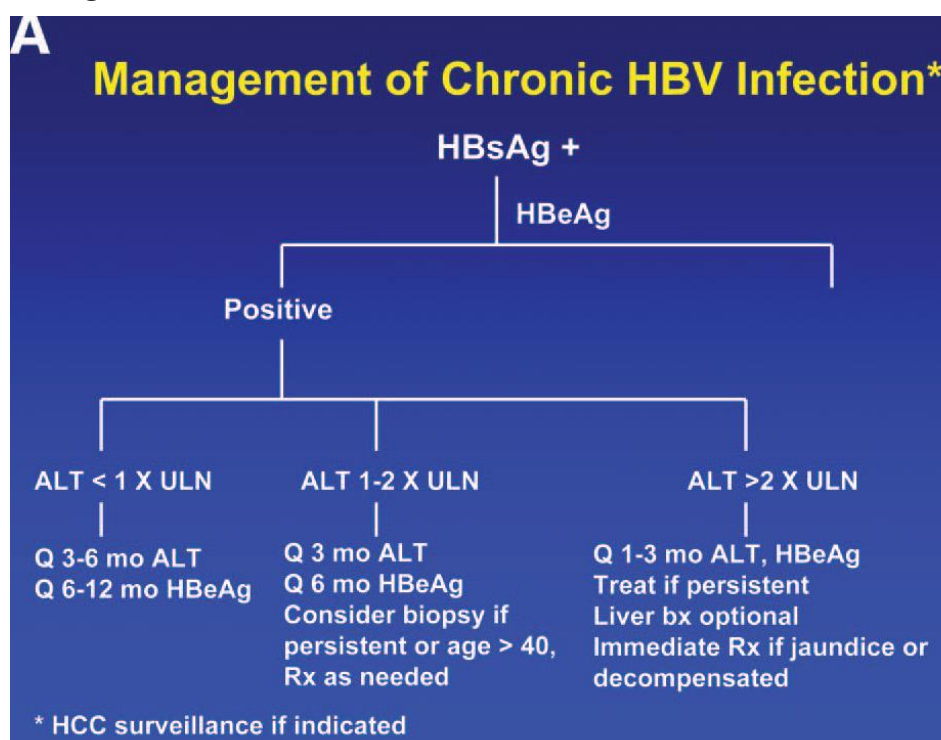 A
Management of Chronic HBV Infection*
HBsAg +
HBeAg
Positive
ALT < 1 X ULN
Q 3-6 mo ALT
Q 6-12 mo HBeAg
ALT 1-2 X ULN
Q 3 mo ALT
Q 6 mo HBeAg
Consider biopsy if
persistent or age > 40,
Rx as needed
ALT >2 X ULN
Q 1-3 mo ALT, HBeAg
Treat if persistent
Liver bx optional
Immediate Rx if jaundice or
decompensated
* HCC surveillance if indicated